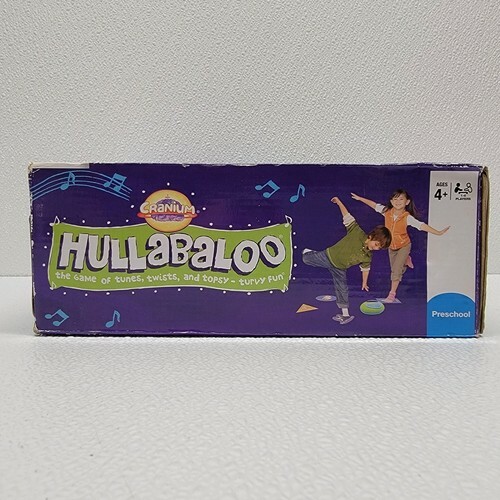 CRANIUM
HULLABALOO
the game of tunes, twists, and topsy-turvy fun
AGES
4+
PLAYERS
Preschool